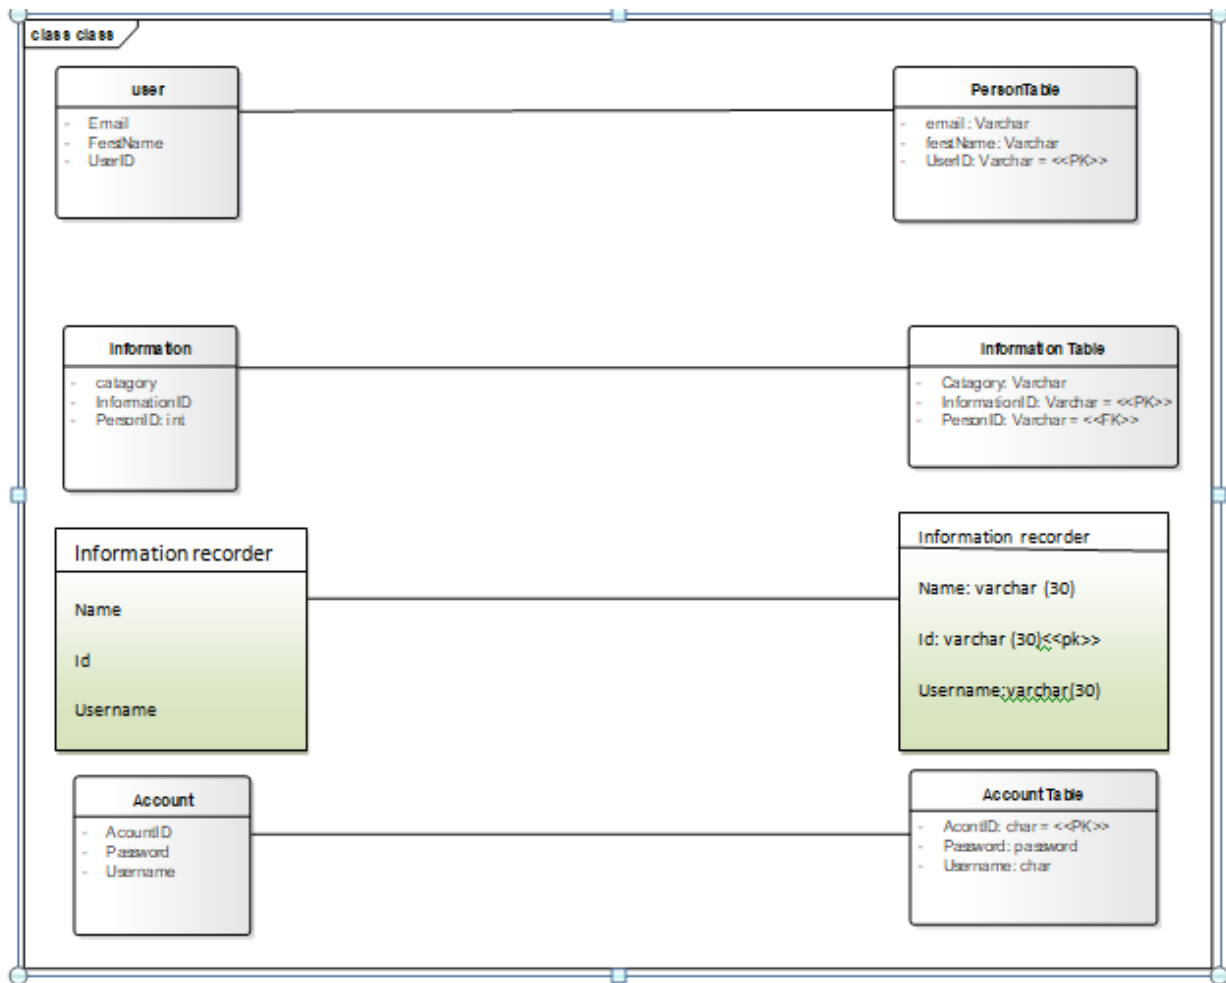 class class
user
- Email
- FerstName
- UserID
PersonTable
- email: Varchar
- ferstName: Varchar
- UserID: Varchar = <<PK>>
Information
- catagory
- InformationID
- PersonID: int
Information Table
- Catagory: Varchar
- InformationID: Varchar = <<PK>>
- PersonID: Varchar = <<FK>>
Information recorder
Name
Id
Username
Information recorder
Name: varchar (30)
Id: varchar (30)<<pk>>
Username:varchar(30)
Account
- AcountID
- Password
- Username
Account Table
- AcontID: char = <<PK>>
- Password: password
- Username: char